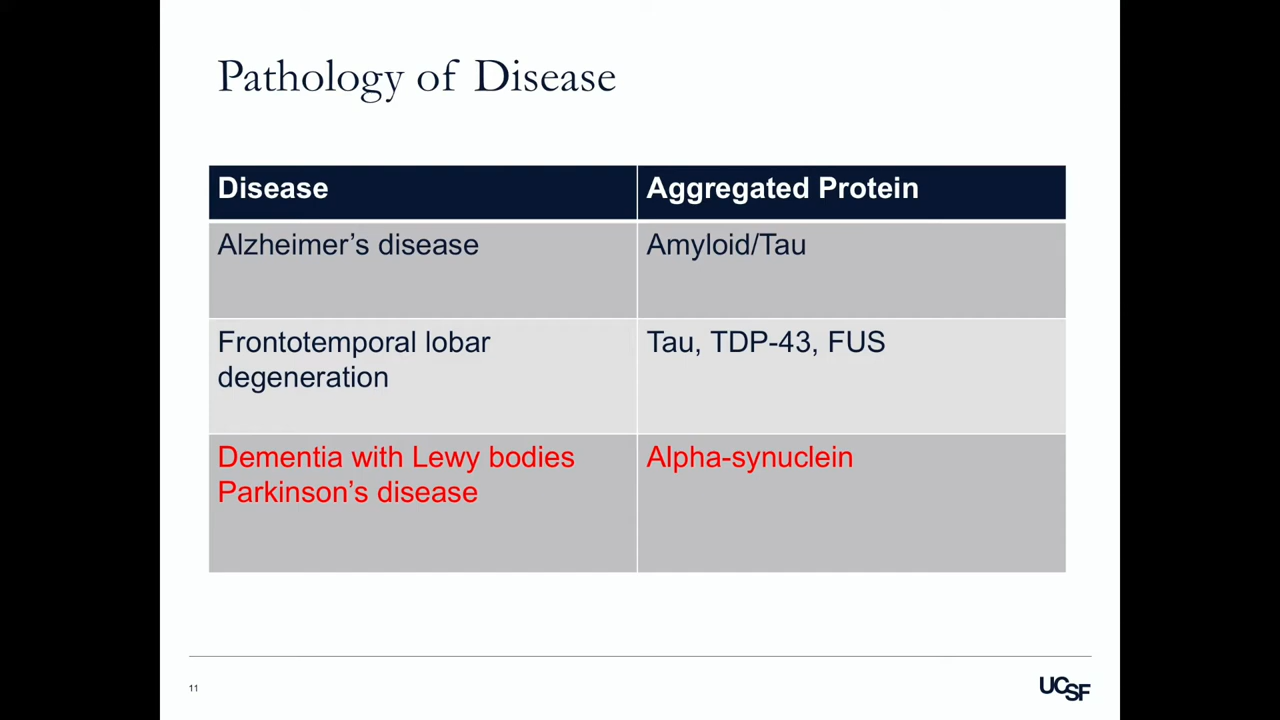 Pathology of Disease
Disease
Aggregated Protein
Alzheimer’s disease
Amyloid/Tau
Frontotemporal lobar
degeneration
Tau, TDP-43, FUS
Dementia with Lewy bodies
Parkinson’s disease
Alpha-synuclein
11
UCSF